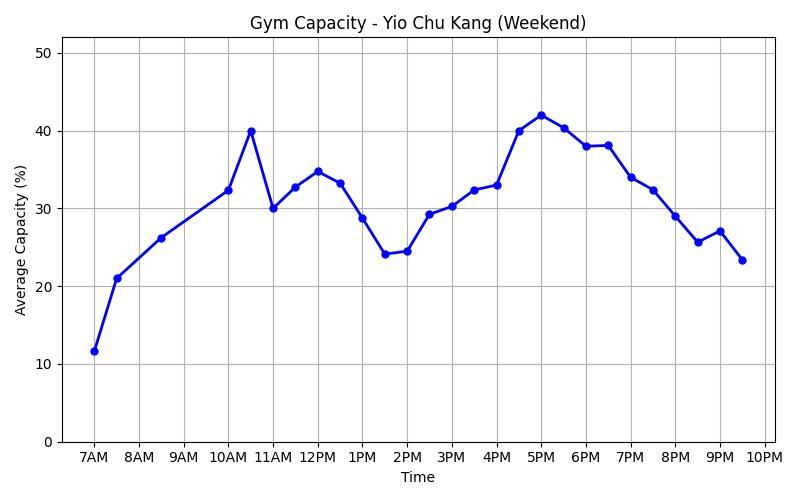 Gym Capacity - Yio Chu Kang (Weekend)
Average Capacity (%)
50
40
30
20
10
0
7AM 8AM 9AM 10AM 11AM 12PM 1PM 2PM 3PM 4PM 5PM 6PM 7PM 8PM 9PM 10PM
Time